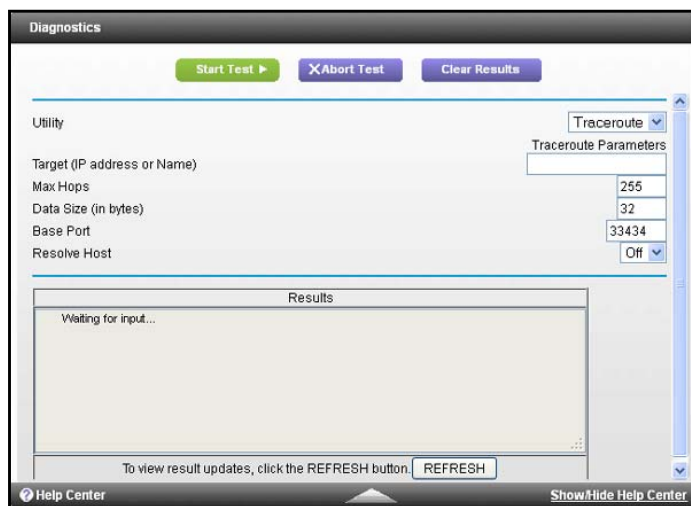 Diagnostics
Start Test
XAbort Test
Clear Results
Utility
Traceroute
Traceroute Parameters
Target (IP address or Name)
Max Hops
255
Data Size (in bytes)
32
Base Port
33434
Resolve Host
Off
Results
Waiting for input...
To view result updates, click the REFRESH button. REFRESH
Help Center
Show/Hide Help Center